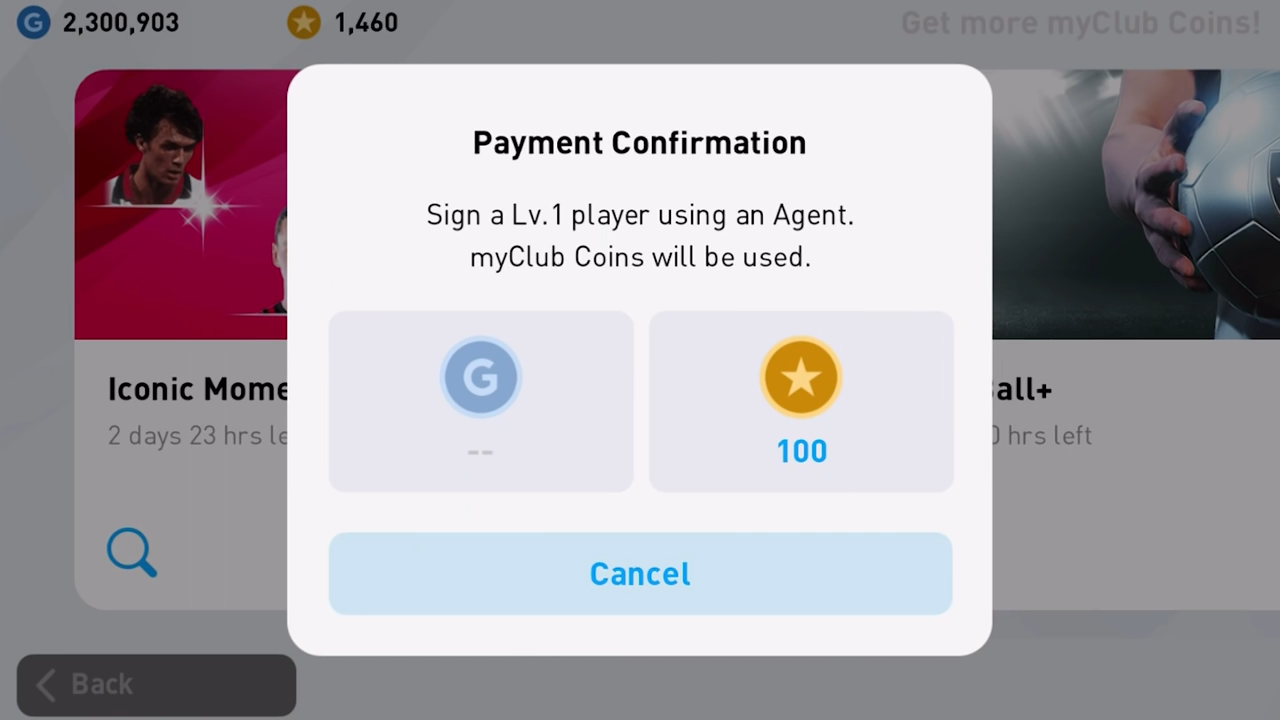 G 2,300,903
1,460
Get more myClub Coins!
Payment Confirmation
Sign a Lv.1 player using an Agent.
myClub Coins will be used.
G
--
100
Cancel
Iconic Mome
2 days 23 hrs le
all+
0 hrs left
Back